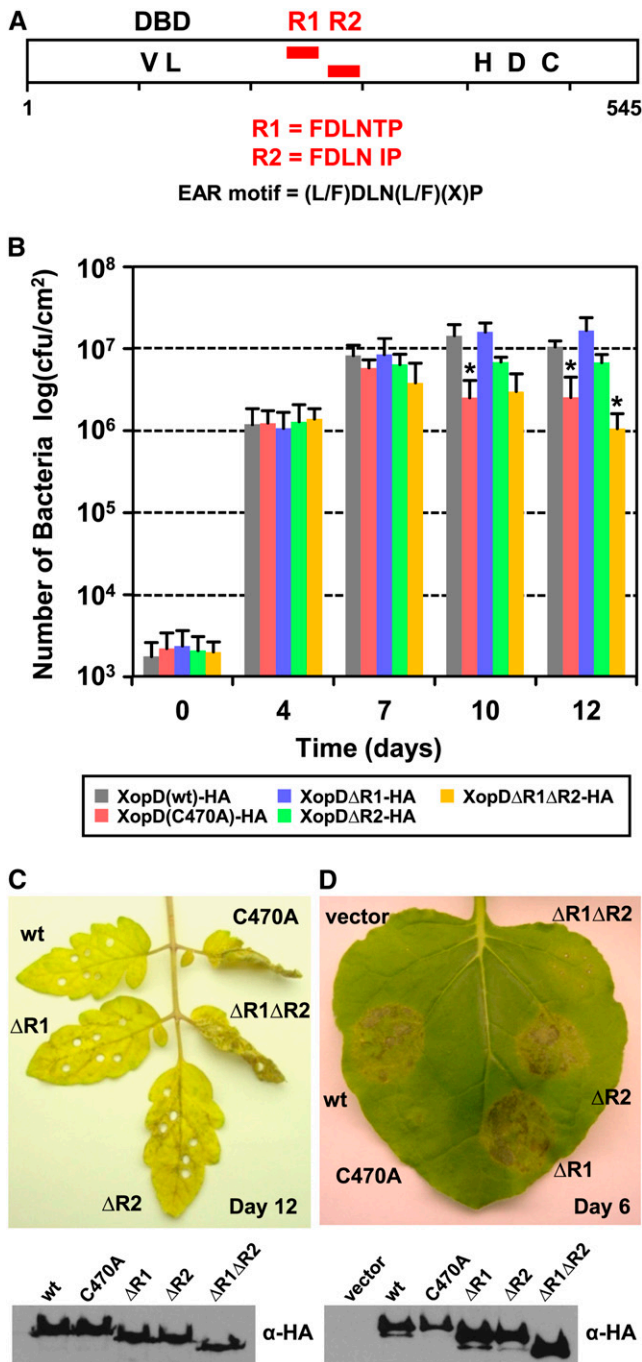 A
DBD R1 R2
V L H D C
1 545
R1 = FDLNTP
R2 = FDLN IP
EAR motif = (L/F)DLN(L/F)(X)P
B
Number of Bacteria log(cfu/cm²)
10⁸
10⁷
10⁶
10⁵
10⁴
10³
* * *
0 4 7 10 12
Time (days)
XopD(wt)-HA XopDΔR1-HA XopDΔR1ΔR2-HA
XopD(C470A)-HA XopDΔR2-HA
C
wt C470A
ΔR1 ΔR1ΔR2
ΔR2 Day 12
wt C470A ΔR1 ΔR2 ΔR1ΔR2
α-HA
D
vector ΔR1ΔR2
wt ΔR2
C470A ΔR1
Day 6
vector wt C470A ΔR1 ΔR2 ΔR1ΔR2
α-HA